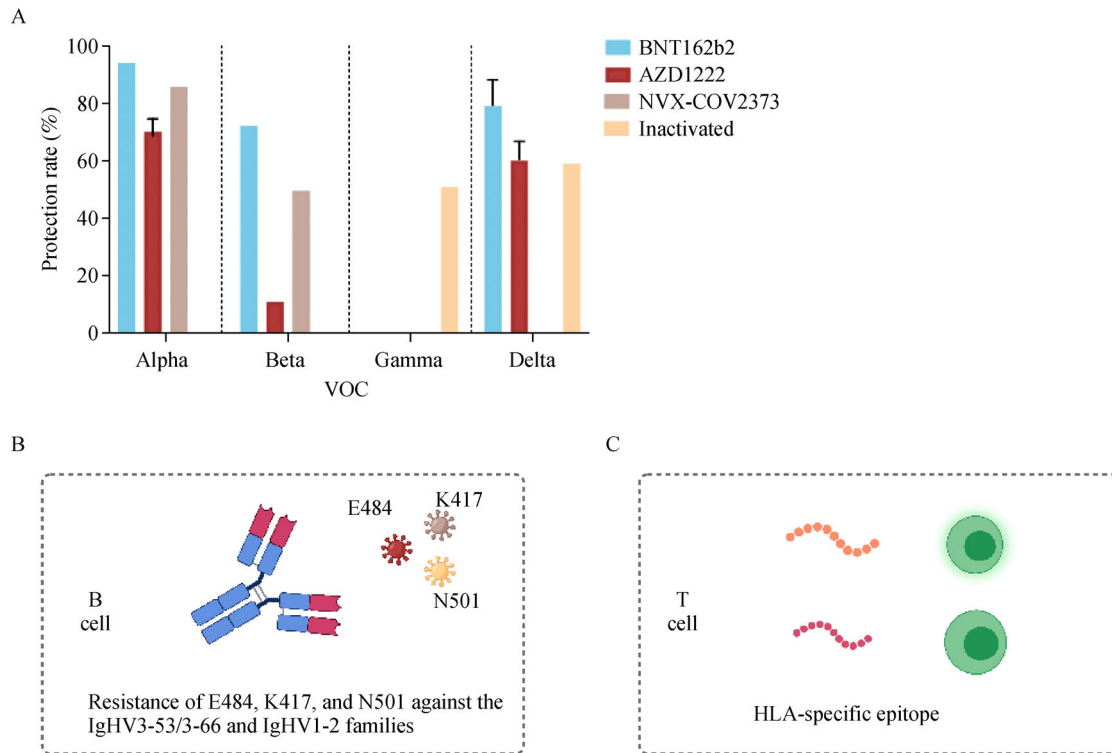 A
100
80
60
40
20
0
Protection rate (%)
Alpha
Beta
Gamma
Delta
VOC
BNT162b2
AZD1222
NVX-COV2373
Inactivated
B
B
cell
E484
K417
N501
Resistance of E484, K417, and N501 against the
IgHV3-53/3-66 and IgHV1-2 families
C
T
cell
HLA-specific epitope